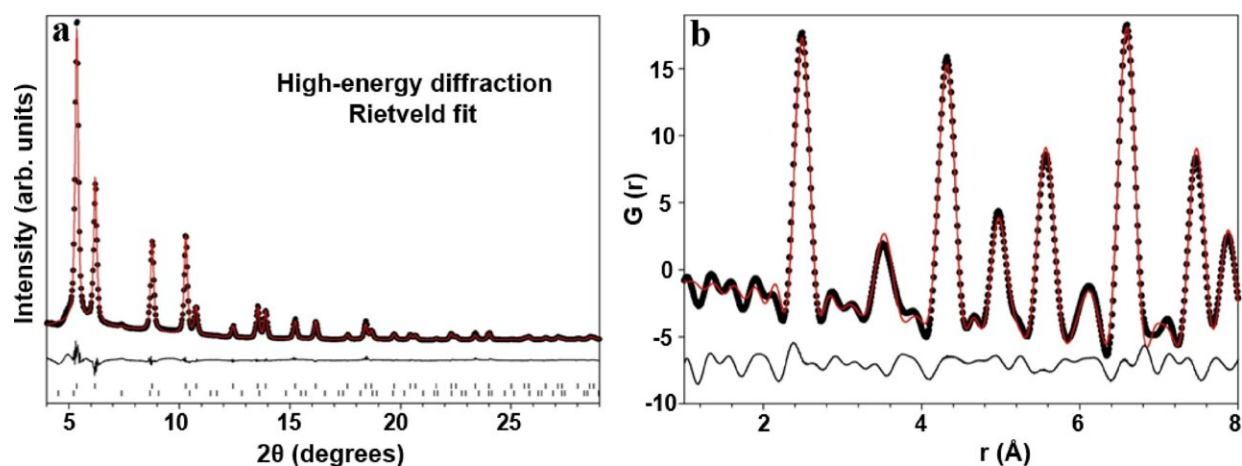 a
High-energy diffraction
Rietveld fit
Intensity (arb. units)
5 10 15 20 25
2θ (degrees)
b
15
10
5
0
-5
-10
G (r)
2 4 6 8
r (Å)